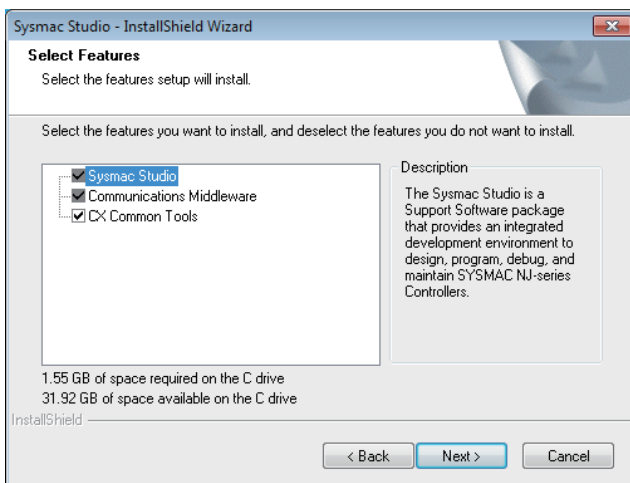 Sysmac Studio - InstallShield Wizard
Select Features
Select the features setup will install.
Select the features you want to install, and deselect the features you do not want to install.
Sysmac Studio
Communications Middleware
CX Common Tools
Description
The Sysmac Studio is a
Support Software package
that provides an integrated
development environment to
design, program, debug, and
maintain SYSMAC NJ-series
Controllers.
1.55 GB of space required on the C drive
31.92 GB of space available on the C drive
InstallShield
< Back
Next >
Cancel